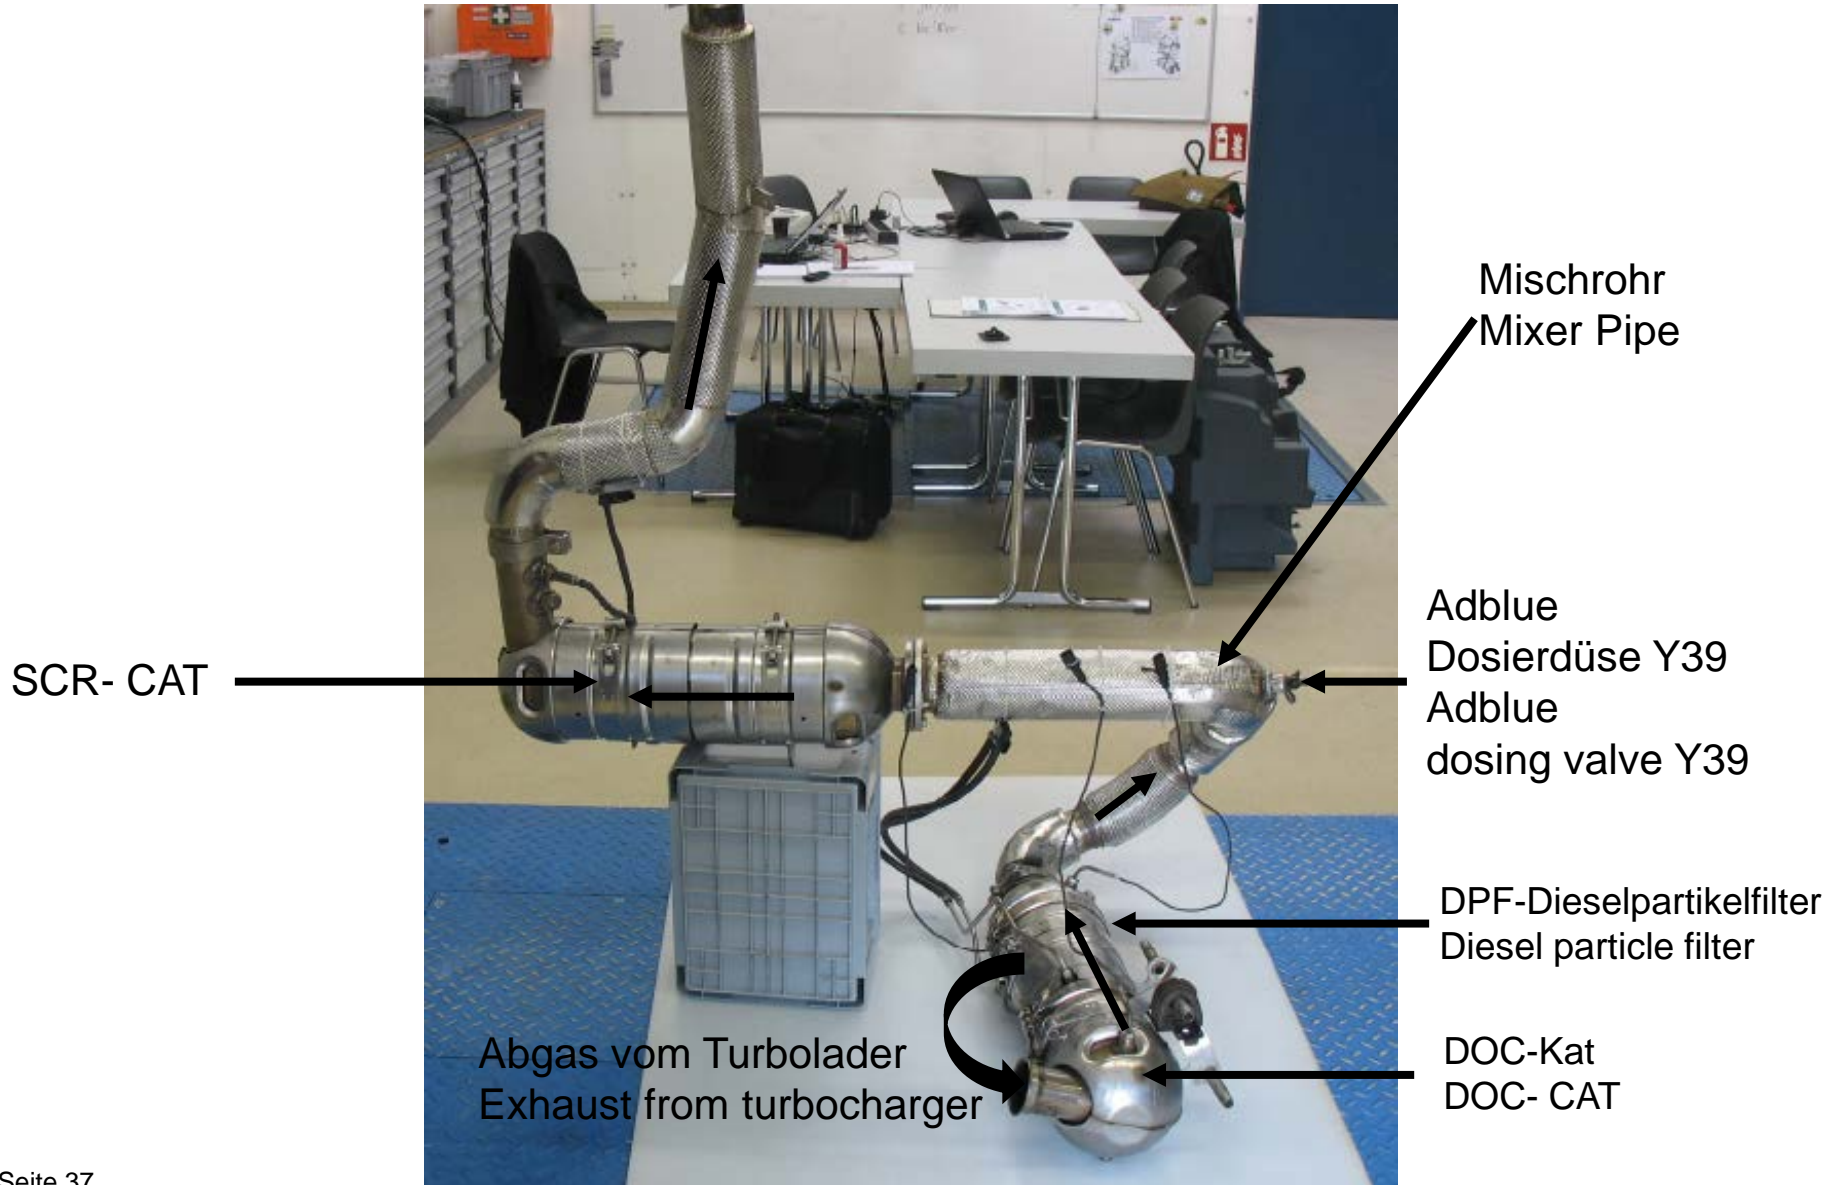 Mischrohr
Mixer Pipe
Adblue
Dosierdüse Y39
Adblue
dosing valve Y39
SCR- CAT
DPF-Dieselpartikelfilter
Diesel particle filter
Abgas vom Turbolader
Exhaust from turbocharger
DOC-Kat
DOC- CAT
Seite 37